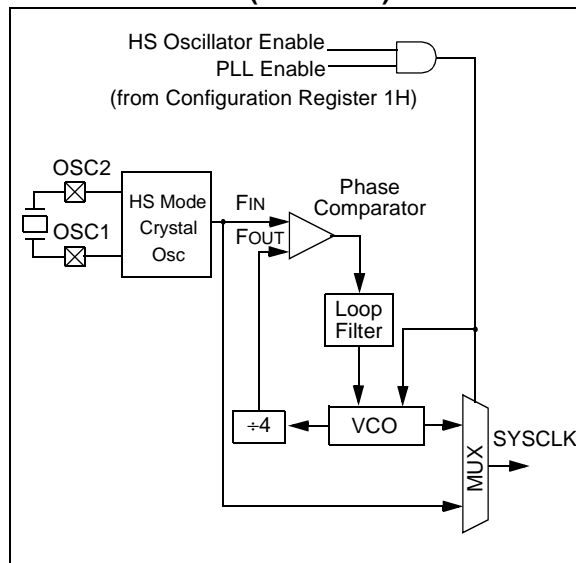 HS Oscillator Enable
PLL Enable
(from Configuration Register 1H)
OSC2
OSC1
HS Mode
Crystal
Osc
FIN
FOUT
Phase
Comparator
Loop
Filter
÷4
VCO
MUX
SYSCLK